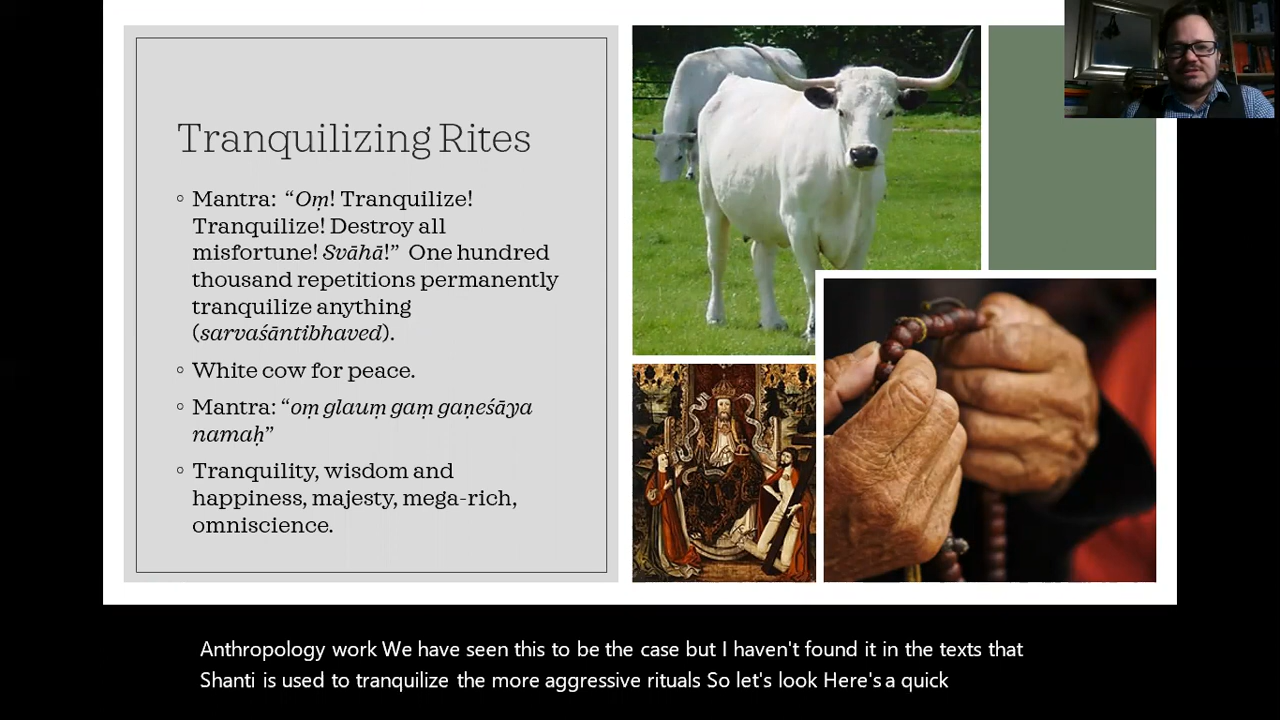 Tranquilizing Rites
◦ Mantra: “Oṃ! Tranquilize!
Tranquilize! Destroy all
misfortune! Svāhā!” One hundred
thousand repetitions permanently
tranquilize anything
(sarvaśāntibhaved).
◦ White cow for peace.
◦ Mantra: “oṃ glauṃ gaṃ gaṇeśāya
namaḥ”
◦ Tranquility, wisdom and
happiness, majesty, mega-rich,
omniscience.
Anthropology work We have seen this to be the case but I haven't found it in the texts that
Shanti is used to tranquilize the more aggressive rituals So let's look Here's a quick